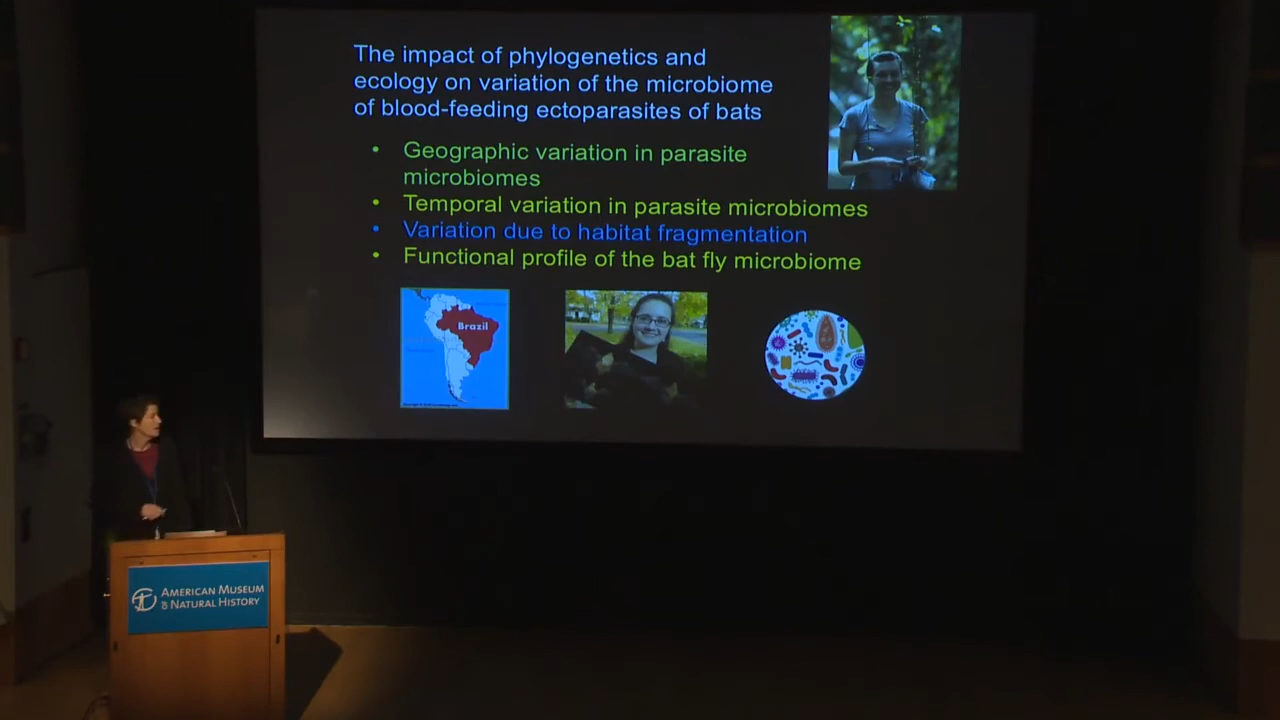 The impact of phylogenetics and
ecology on variation of the microbiome
of blood-feeding ectoparasites of bats
• Geographic variation in parasite
microbiomes
• Temporal variation in parasite microbiomes
• Variation due to habitat fragmentation
• Functional profile of the bat fly microbiome
Brazil
AMERICAN MUSEUM
& NATURAL HISTORY